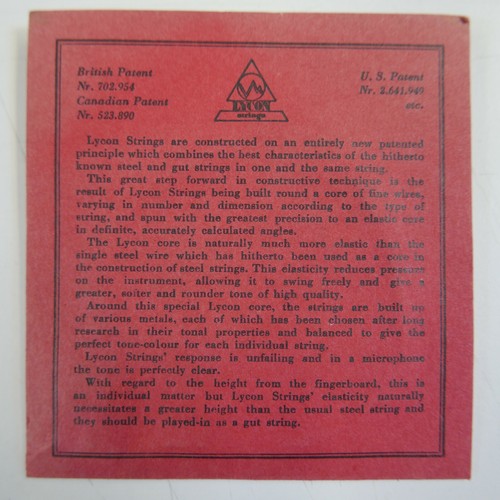 British Patent
Nr. 702.954
Canadian Patent
Nr. 523.890
LYCON
strings
U. S. Patent
Nr. 2.641.949
etc.
Lycon Strings are constructed on an entirely new patented
principle which combines the best characteristics of the hitherto
known steel and gut strings in one and the same string.
This great step forward in constructive technique is the
result of Lycon Strings being built round a core of fine wires,
varying in number and dimension according to the type of
string, and spun with the greatest precision to an elastic core
in definite, accurately calculated angles.
The Lycon core is naturally much more elastic than the
single steel wire which has hitherto been used as a core in
the construction of steel strings. This elasticity reduces pressure
on the instrument, allowing it to swing freely and give a
greater, softer and rounder tone of high quality.
Around this special Lycon core, the strings are built up
of various metals, each of which has been chosen after long
research in their tonal properties and balanced to give the
perfect tone-colour for each individual string.
Lycon Strings' response is unfailing and in a microphone
the tone is perfectly clear.
With regard to the height from the fingerboard, this is
an individual matter but Lycon Strings' elasticity naturally
necessitates a greater height than the usual steel string and
they should be played-in as a gut string.